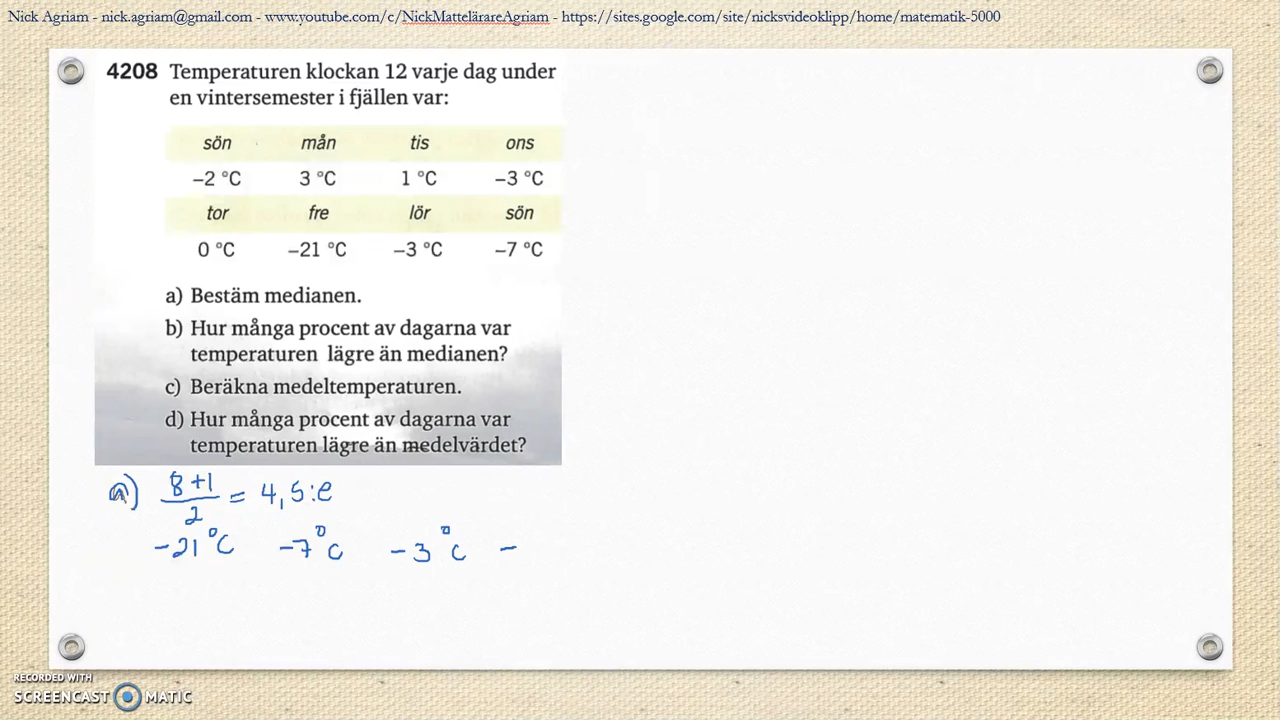 Nick Agriam - nick.agriam@gmail.com - www.youtube.com/c/NickMattelärareAgriam - https://sites.google.com/site/nicksvideoklipp/home/matematik-5000
4208 Temperaturen klockan 12 varje dag under
en vintersemester i fjällen var:
sön mån tis ons
−2 °C 3 °C 1 °C −3 °C
tor fre lör sön
0 °C −21 °C −3 °C −7 °C
a) Bestäm medianen.
b) Hur många procent av dagarna var
temperaturen lägre än medianen?
c) Beräkna medeltemperaturen.
d) Hur många procent av dagarna var
temperaturen lägre än medelvärdet?
a) 8+1/2 = 4,5:e
-21°C -7°C -3°C -
RECORDED WITH
SCREENCAST MATIC